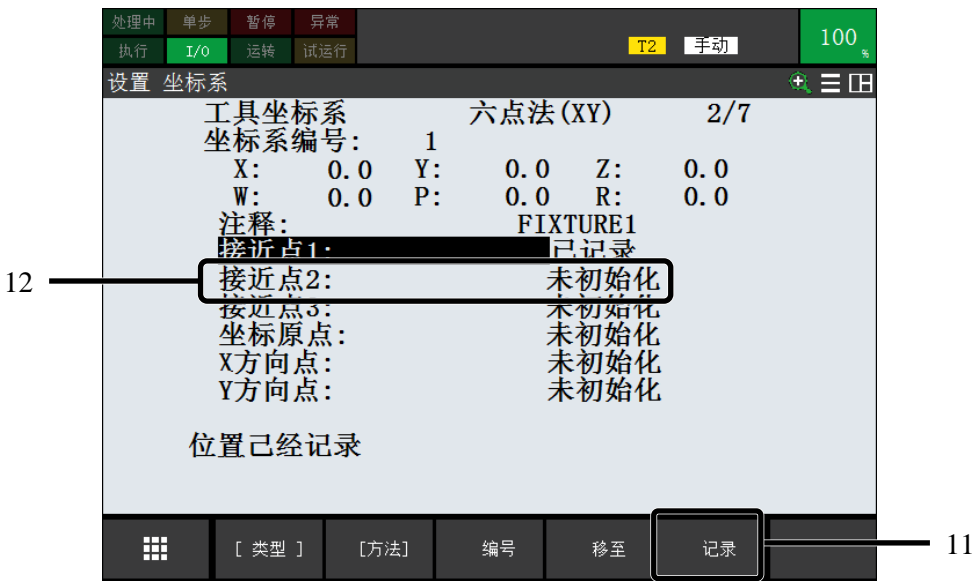 处理中 单步 暂停 异常
执行 I/O 运转 试运行 T2 手动 100 %
设置 坐标系
工具坐标系 六点法(XY) 2/7
坐标系编号: 1
X: 0.0 Y: 0.0 Z: 0.0
W: 0.0 P: 0.0 R: 0.0
注释: FIXTURE1
接近点1: 已记录
12 接近点2: 未初始化
接近点3: 未初始化
坐标原点: 未初始化
X方向点: 未初始化
Y方向点: 未初始化
位置已经记录
[ 类型 ] [方法] 编号 移至 记录 11